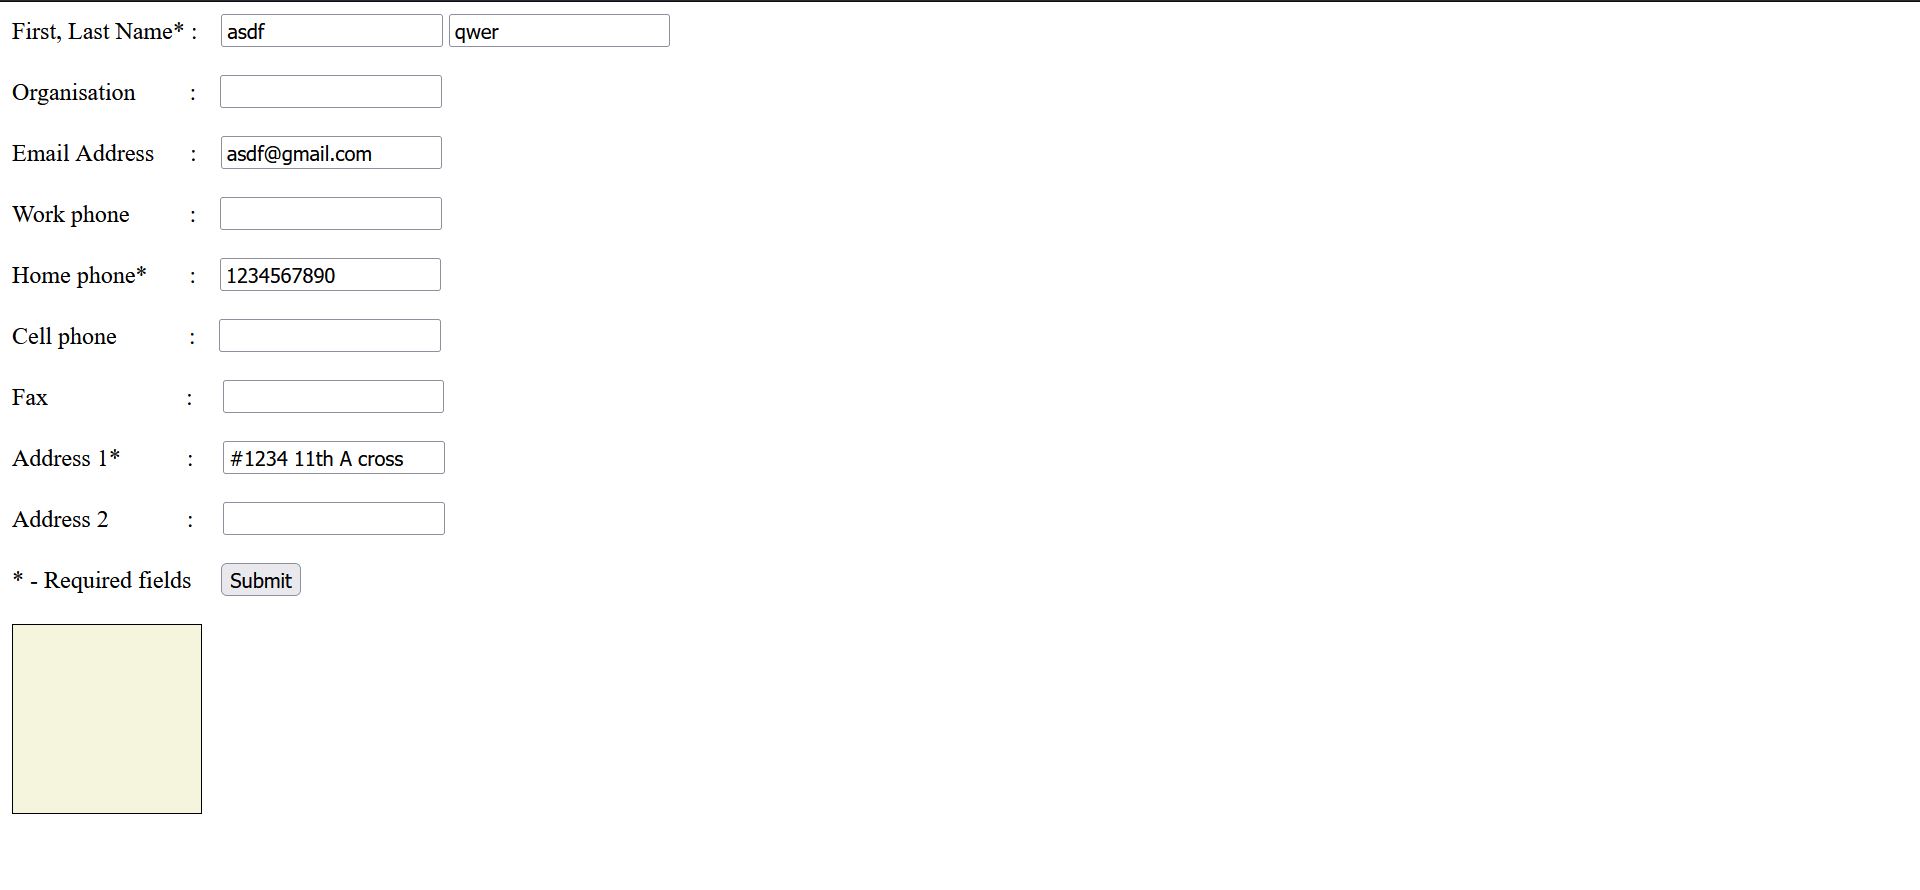 First, Last Name* : asdf qwer
Organisation :
Email Address : asdf@gmail.com
Work phone :
Home phone* : 1234567890
Cell phone :
Fax :
Address 1* : #1234 11th A cross
Address 2 :
* - Required fields Submit